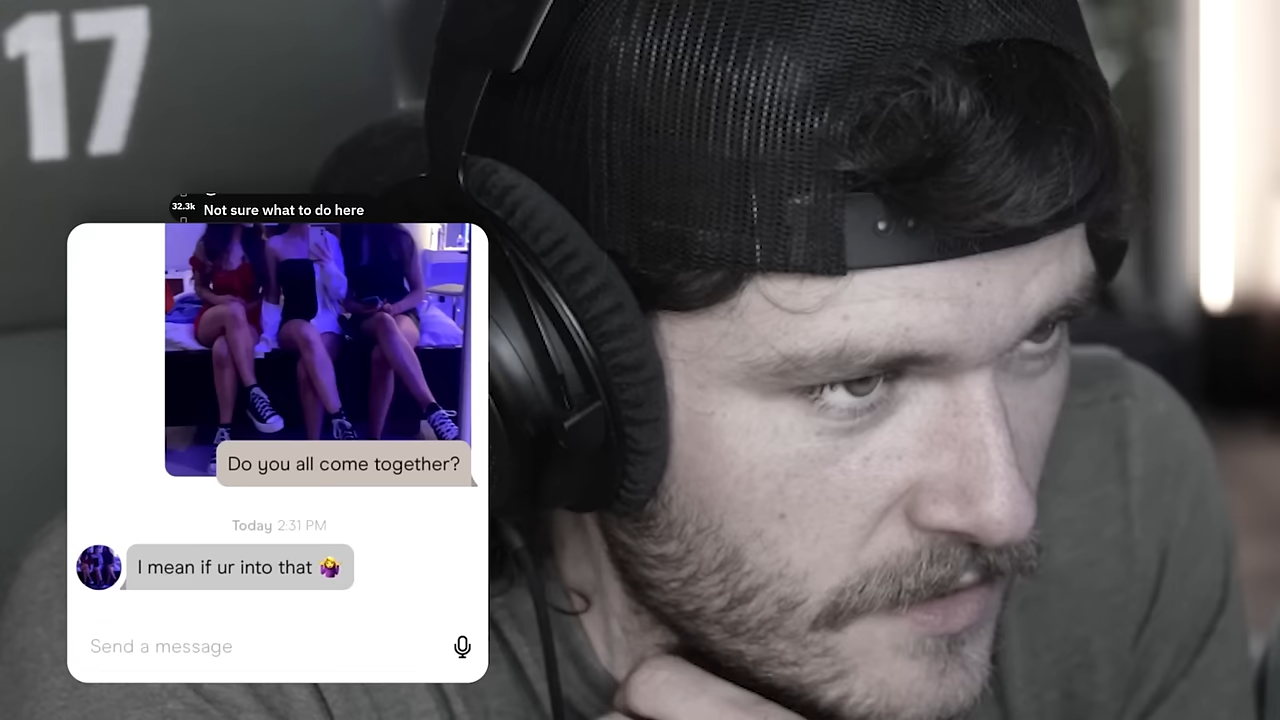 17
32.3k
Not sure what to do here
Do you all come together?
Today 2:31 PM
I mean if ur into that 🤷‍♀️
Send a message